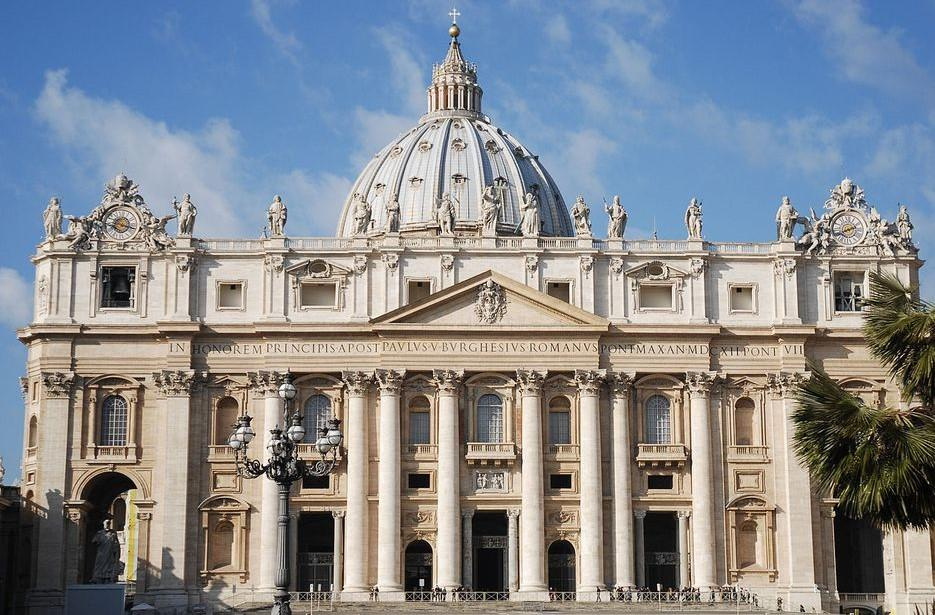 IN HONOREM PRINCIPIS APOST PAVLVS V BVRGHESIVS ROMANVS PONT MAX AN MDCXII PONT VII